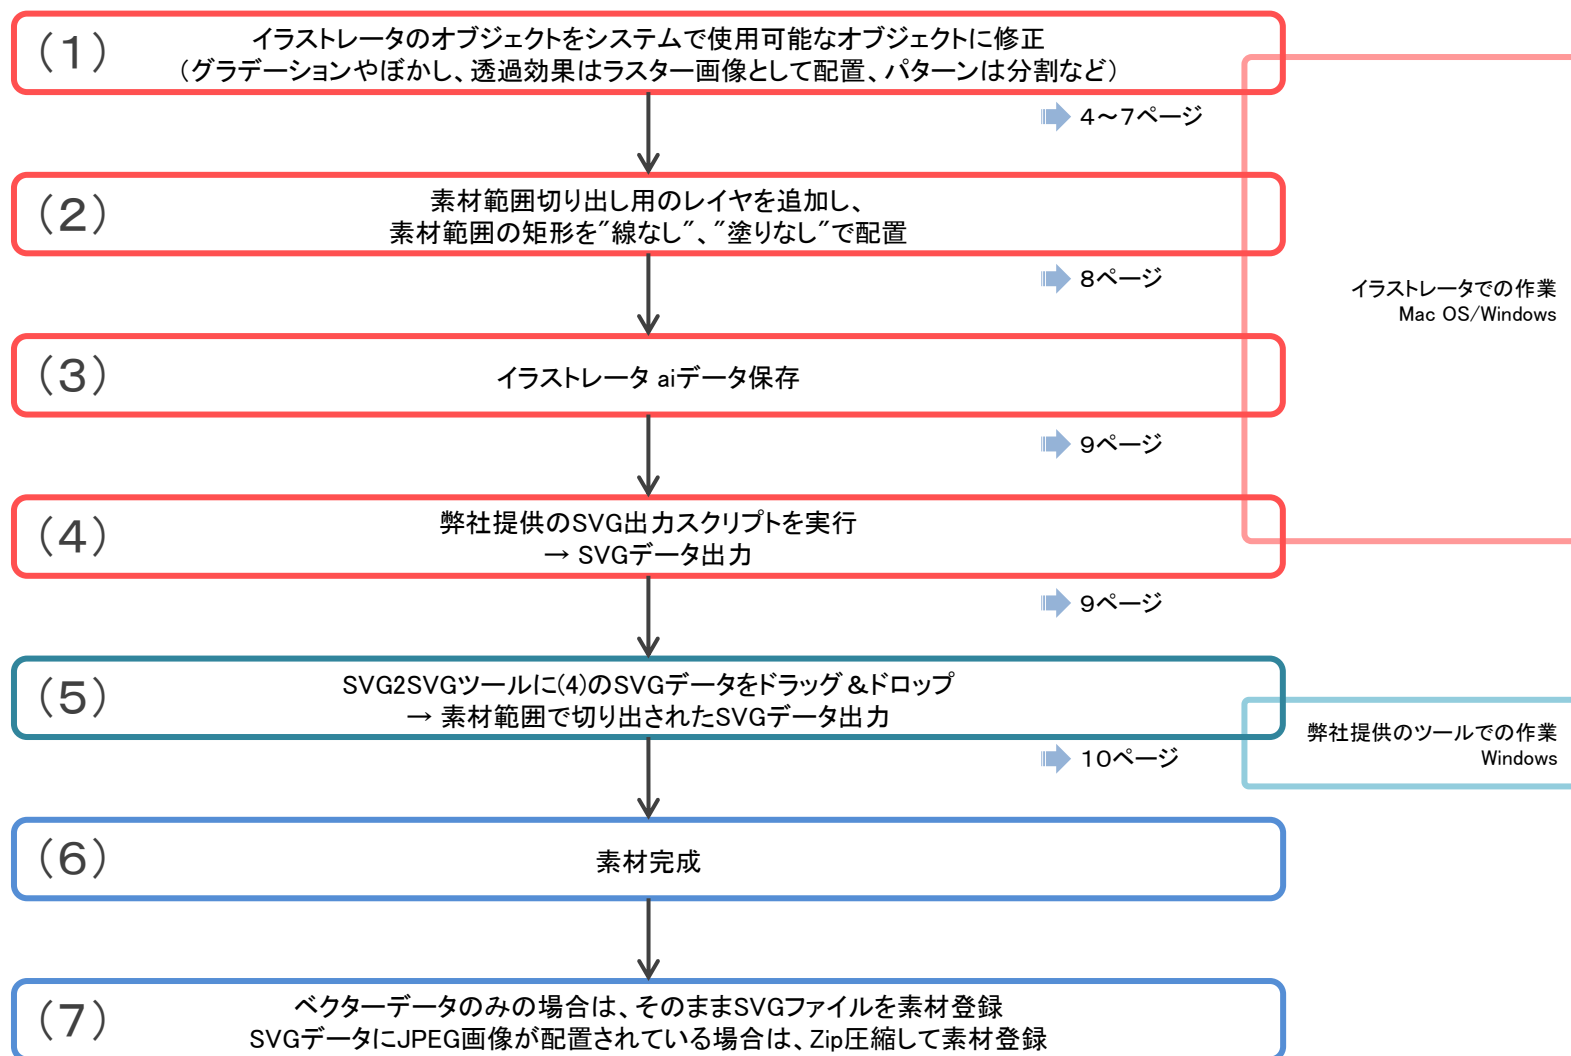 （１）
イラストレータのオブジェクトをシステムで使用可能なオブジェクトに修正
（グラデーションやぼかし、透過効果はラスター画像として配置、パターンは分割など）
４～７ページ
（２）
素材範囲切り出し用のレイヤを追加し、
素材範囲の矩形を”線なし”、”塗りなし”で配置
８ページ
イラストレータでの作業
Mac OS/Windows
（３）
イラストレータ aiデータ保存
９ページ
（４）
弊社提供のSVG出力スクリプトを実行
→ SVGデータ出力
９ページ
（５）
SVG2SVGツールに(4)のSVGデータをドラッグ＆ドロップ
→ 素材範囲で切り出されたSVGデータ出力
弊社提供のツールでの作業
Windows
１０ページ
（６）
素材完成
（７）
ベクターデータのみの場合は、そのままSVGファイルを素材登録
SVGデータにJPEG画像が配置されている場合は、Zip圧縮して素材登録